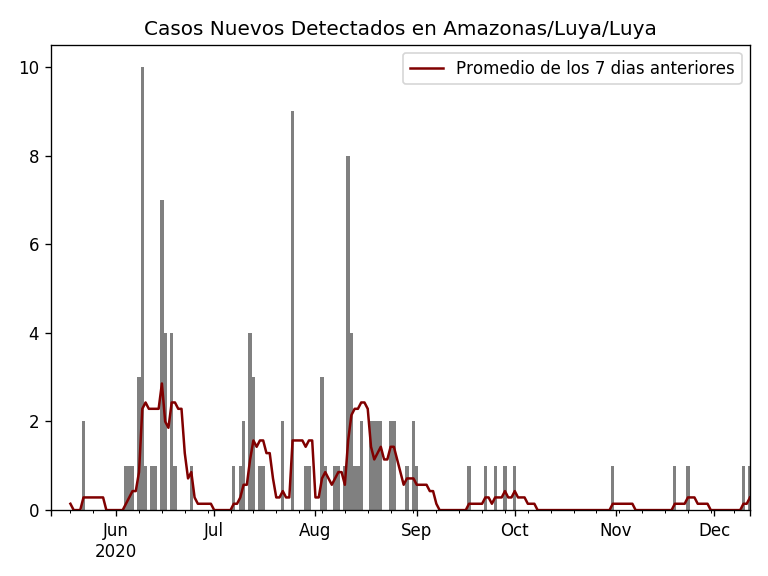 Casos Nuevos Detectados en Amazonas/Luya/Luya
Promedio de los 7 dias anteriores
10
8
6
4
2
0
Jun Jul Aug Sep Oct Nov Dec
2020